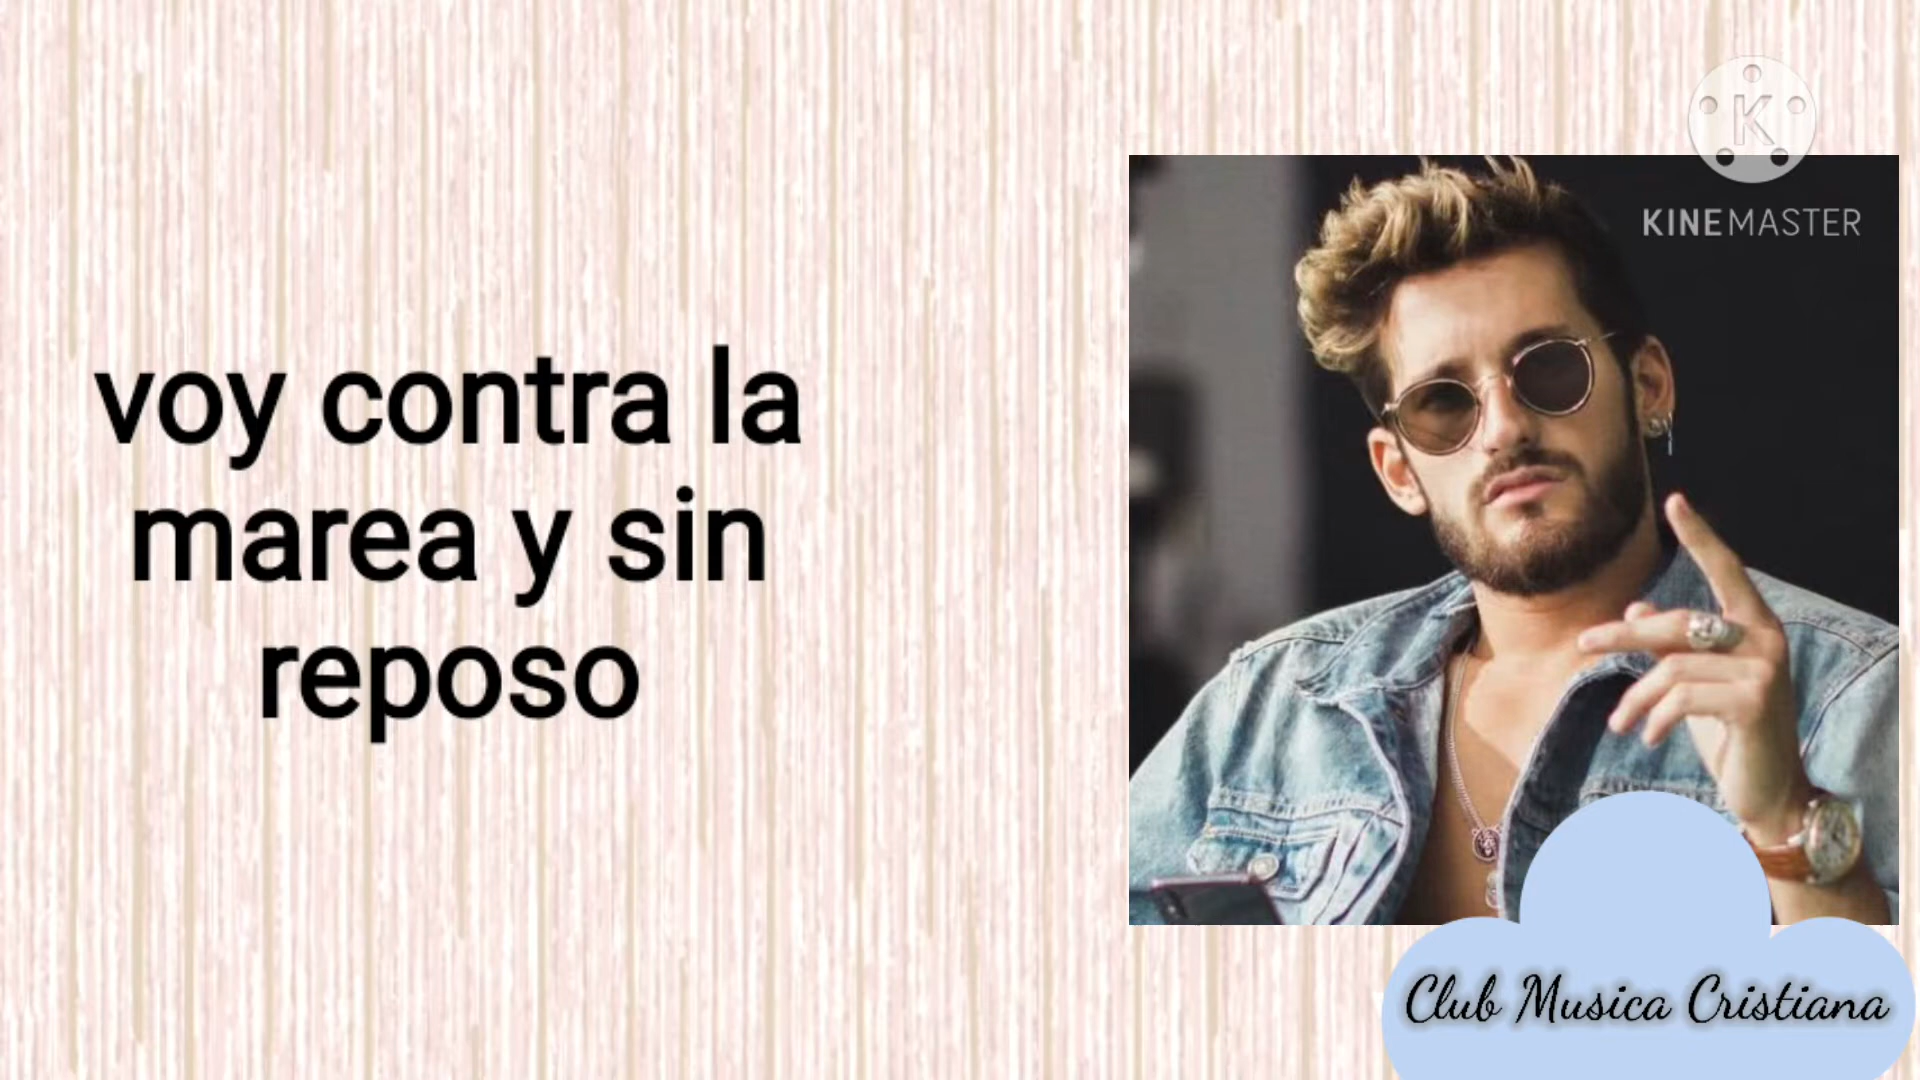 voy contra la
marea y sin
reposo
K
KINEMASTER
Club Musica Cristiana